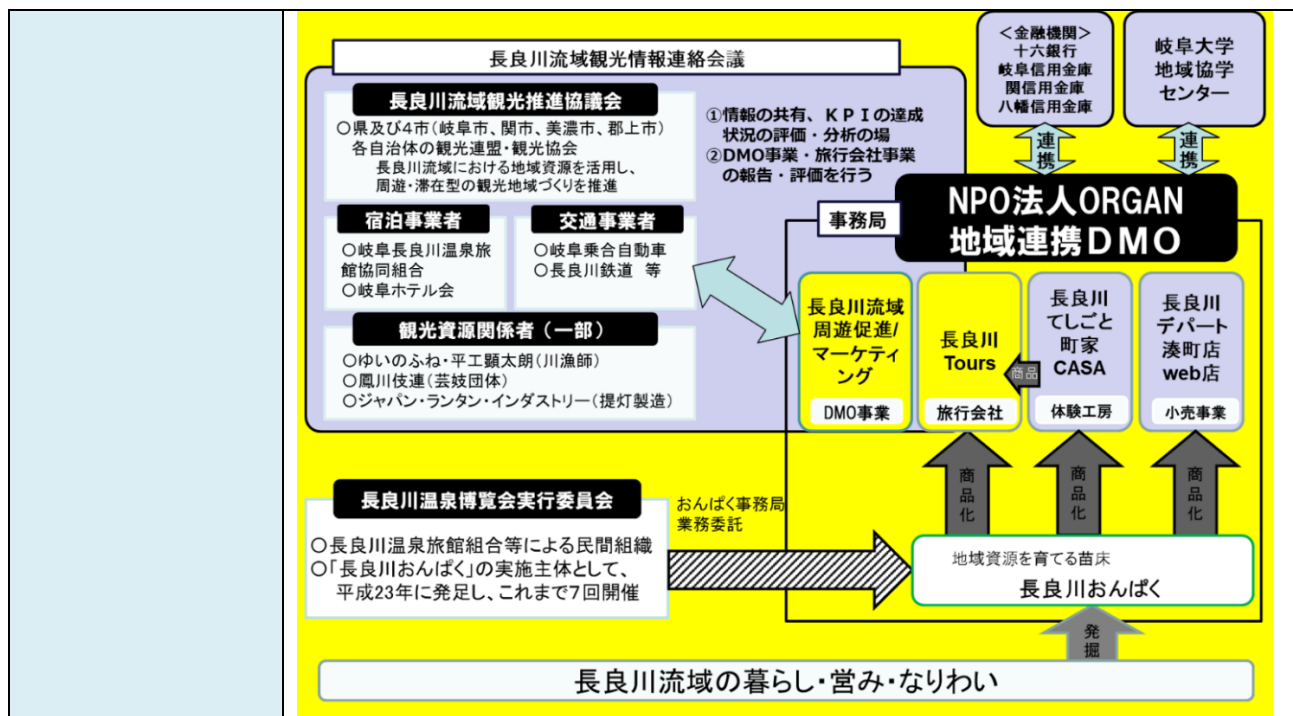 長良川流域観光情報連絡会議
長良川流域観光推進協議会
○県及び4市(岐阜市、関市、美濃市、郡上市)
各自治体の観光連盟・観光協会
長良川流域における地域資源を活用し、
周遊・滞在型の観光地域づくりを推進
①情報の共有、KPIの達成
状況の評価・分析の場
②DMO事業・旅行会社事業
の報告・評価を行う
宿泊事業者
○岐阜長良川温泉旅
館協同組合
○岐阜ホテル会
交通事業者
○岐阜乗合自動車
○長良川鉄道 等
観光資源関係者(一部)
○ゆいのふね・平工顕太朗(川漁師)
○鳳川伎連(芸妓団体)
○ジャパン・ランタン・インダストリー(提灯製造)
<金融機関>
十六銀行
岐阜信用金庫
関信用金庫
八幡信用金庫
岐阜大学
地域協学
センター
連携
連携
事務局
NPO法人ORGAN
地域連携DMO
長良川流域
周遊促進/
マーケティ
ング
DMO事業
長良川
Tours
旅行会社
商品
長良川
てしごと
町家
CASA
体験工房
長良川
デパート
湊町店
web店
小売事業
商品化
商品化
商品化
長良川温泉博覧会実行委員会
○長良川温泉旅館組合等による民間組織
○「長良川おんぱく」の実施主体として、
平成23年に発足し、これまで7回開催
おんぱく事務局
業務委託
地域資源を育てる苗床
長良川おんぱく
発掘
長良川流域の暮らし・営み・なりわい